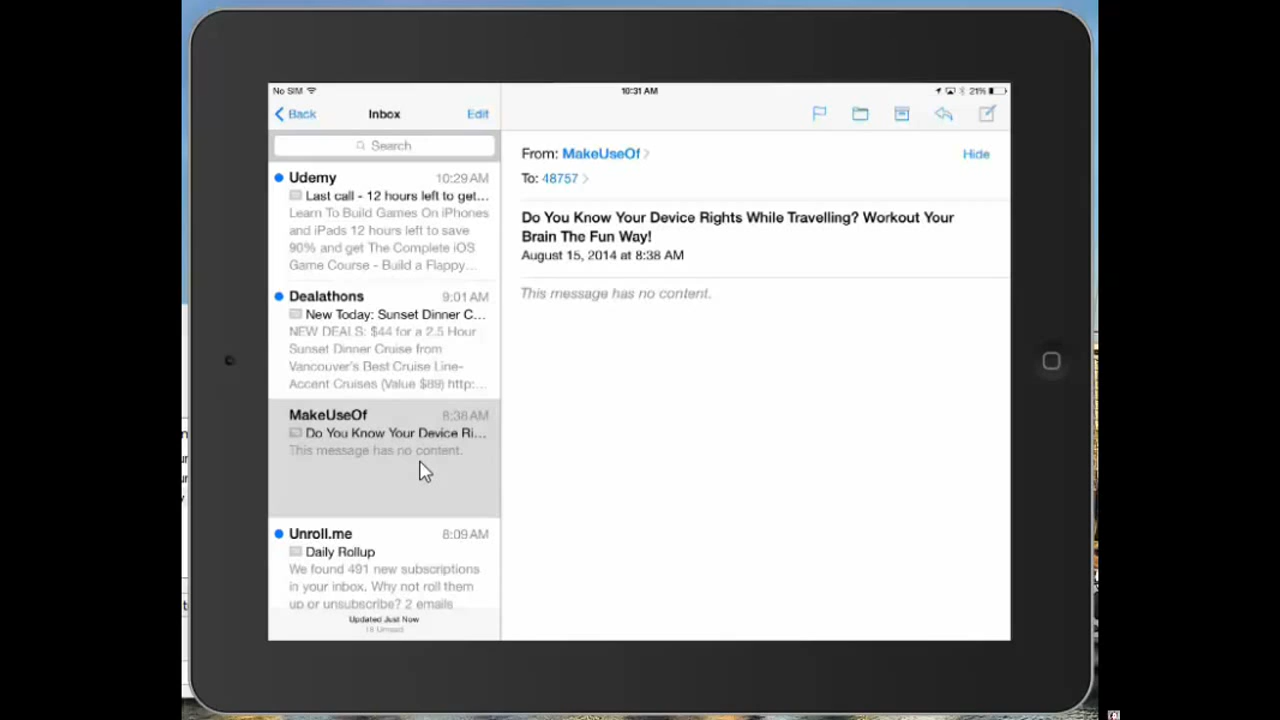 No SIM
10:31 AM
21%
Back
Inbox
Edit
Search
Udemy 10:29 AM
Last call - 12 hours left to get...
Learn To Build Games On iPhones
and iPads 12 hours left to save
90% and get The Complete iOS
Game Course - Build a Flappy...
Dealathons 9:01 AM
New Today: Sunset Dinner C...
NEW DEALS: $44 for a 2.5 Hour
Sunset Dinner Cruise from
Vancouver's Best Cruise Line-
Accent Cruises (Value $89) http:...
MakeUseOf 8:38 AM
Do You Know Your Device Ri...
This message has no content.
Unroll.me 8:09 AM
Daily Rollup
We found 491 new subscriptions
in your inbox. Why not roll them
up or unsubscribe? 2 emails
Updated Just Now
Unread
From: MakeUseOf
Hide
To: 48757
Do You Know Your Device Rights While Travelling? Workout Your
Brain The Fun Way!
August 15, 2014 at 8:38 AM
This message has no content.